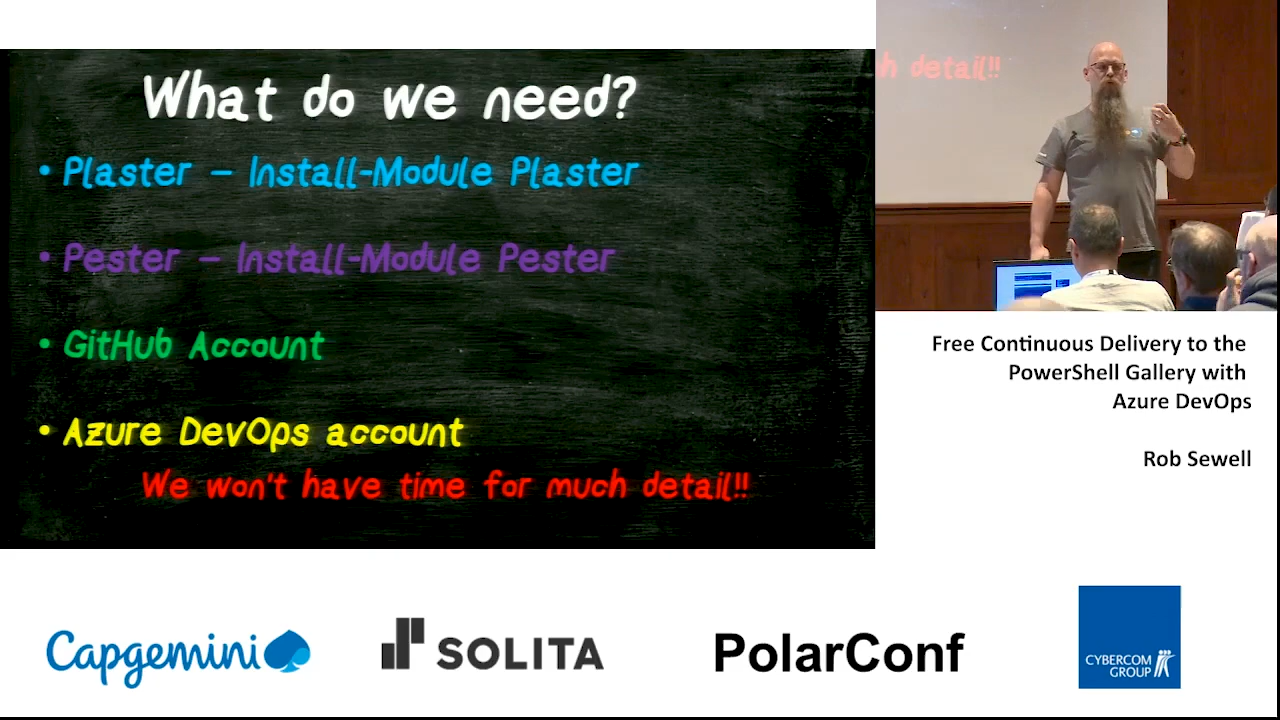 What do we need?
• Plaster – Install-Module Plaster
• Pester – Install-Module Pester
• GitHub Account
• Azure DevOps account
We won't have time for much detail!!
h detail!!
Free Continuous Delivery to the
PowerShell Gallery with
Azure DevOps
Rob Sewell
Capgemini
SOLITA
PolarConf
CYBERCOM
GROUP